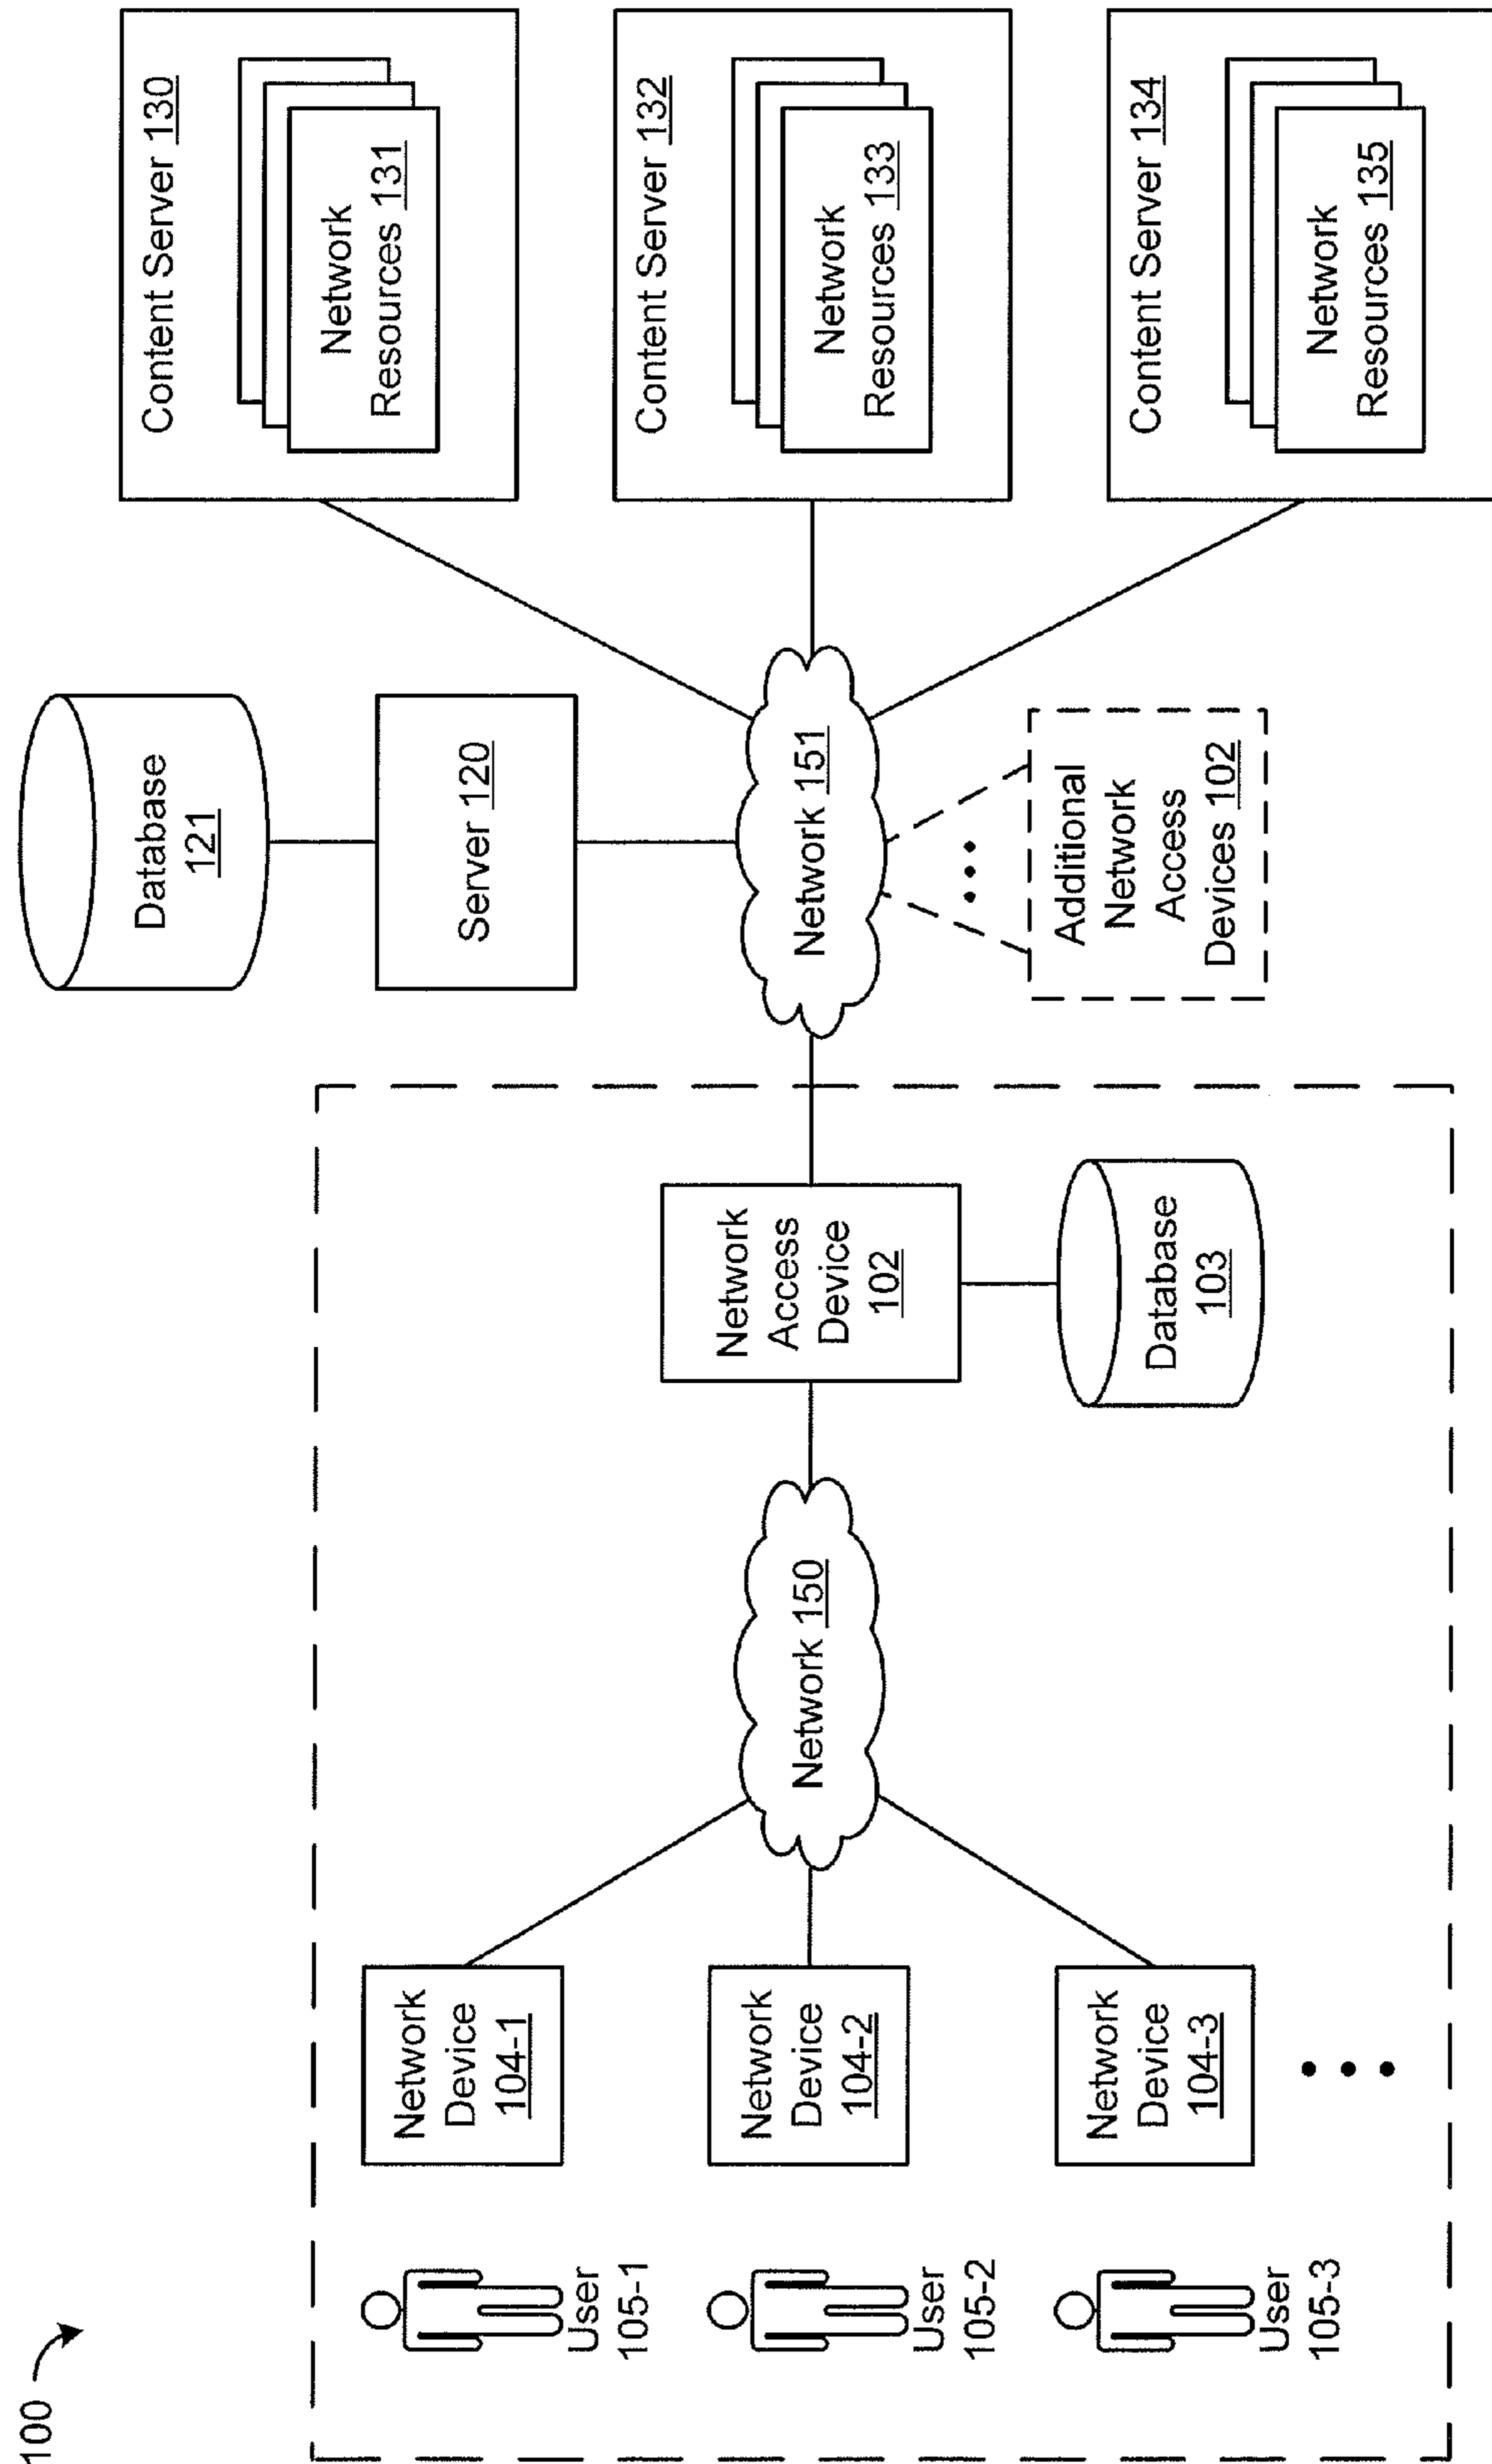 100
User
105-1
User
105-2
User
105-3
Network
Device
104-1
Network
Device
104-2
Network
Device
104-3
Network 150
Network
Access
Device
102
Database
103
Database
121
Server 120
Network 151
Additional
Network
Access
Devices 102
Content Server 130
Network
Resources 131
Content Server 132
Network
Resources 133
Content Server 134
Network
Resources 135